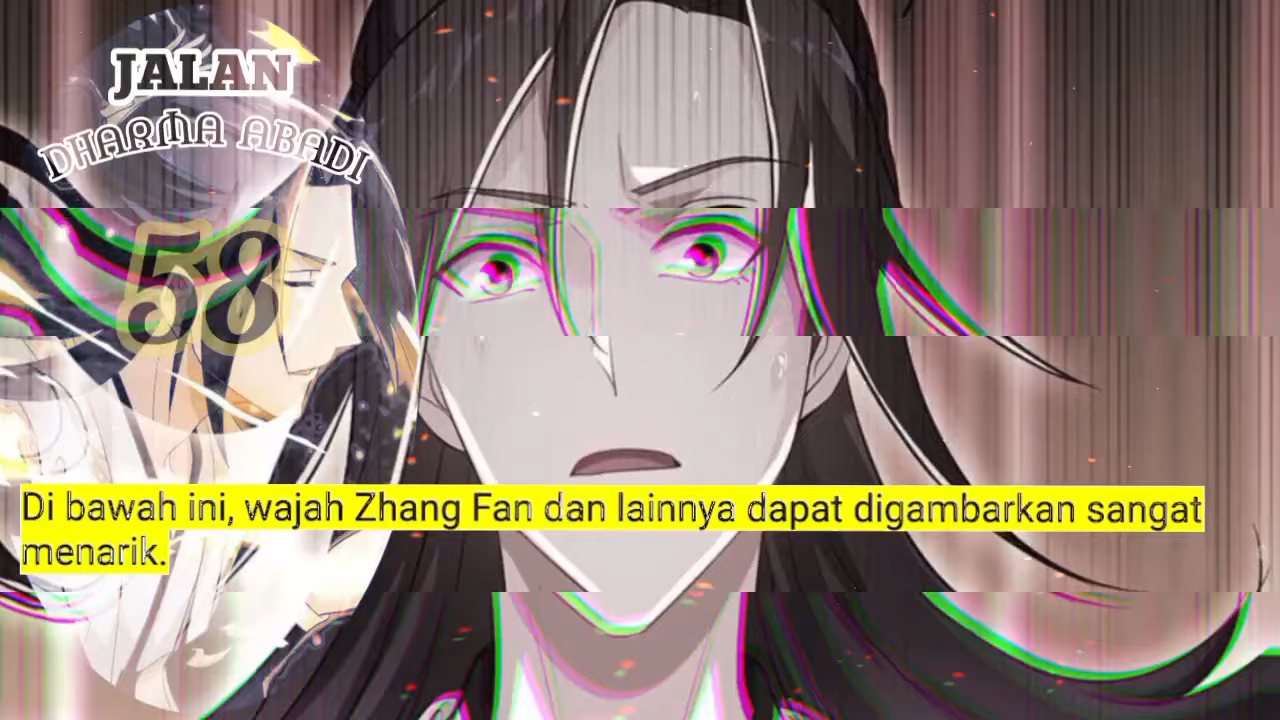 JALAN
DHARMA ABADI
58
Di bawah ini, wajah Zhang Fan dan lainnya dapat digambarkan sangat
menarik.